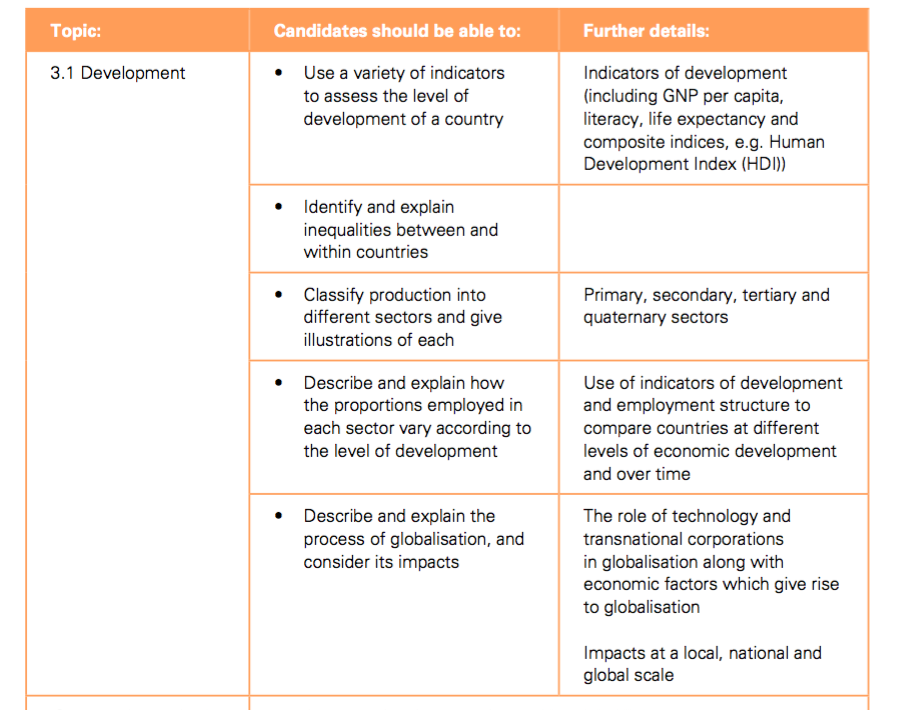 Topic:
Candidates should be able to:
Further details:
3.1 Development
• Use a variety of indicators
to assess the level of
development of a country
Indicators of development
(including GNP per capita,
literacy, life expectancy and
composite indices, e.g. Human
Development Index (HDI))
• Identify and explain
inequalities between and
within countries
• Classify production into
different sectors and give
illustrations of each
Primary, secondary, tertiary and
quaternary sectors
• Describe and explain how
the proportions employed in
each sector vary according to
the level of development
Use of indicators of development
and employment structure to
compare countries at different
levels of economic development
and over time
• Describe and explain the
process of globalisation, and
consider its impacts
The role of technology and
transnational corporations
in globalisation along with
economic factors which give rise
to globalisation
Impacts at a local, national and
global scale